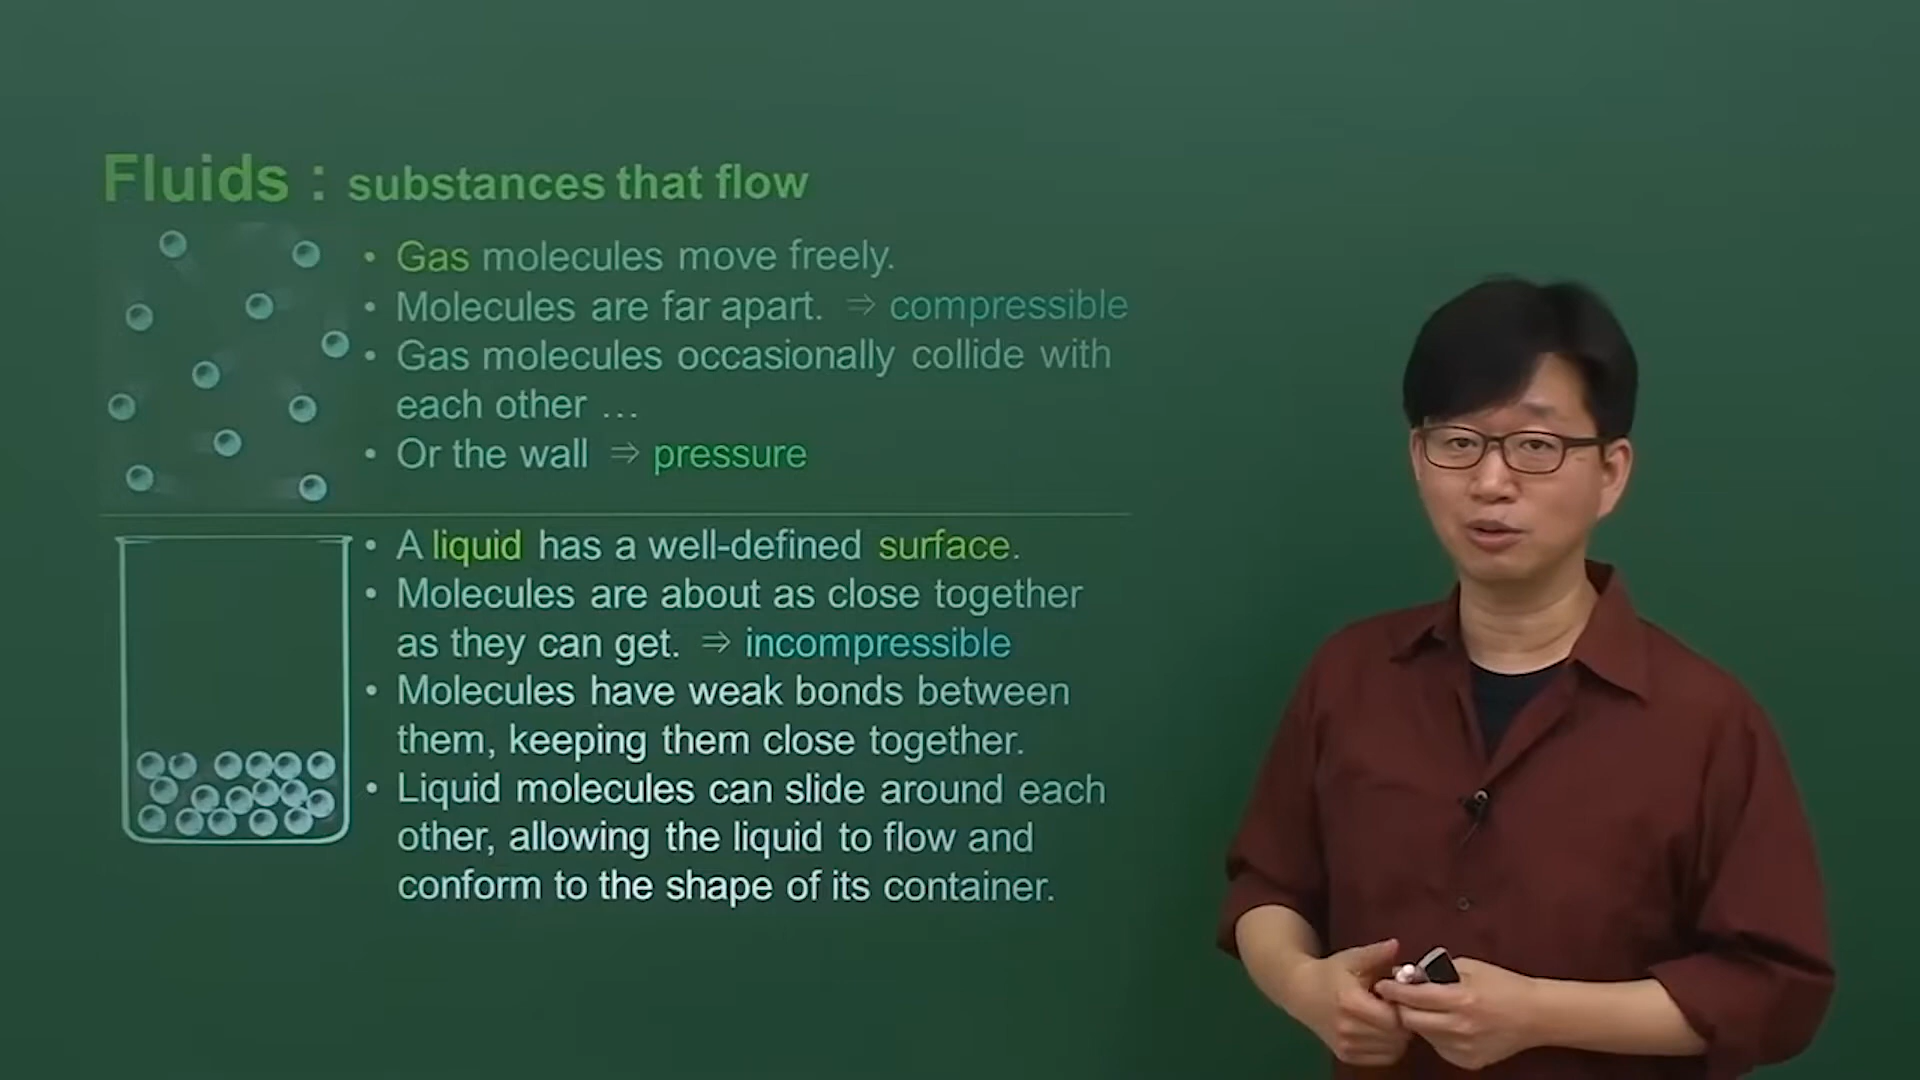 Fluids : substances that flow
• Gas molecules move freely.
• Molecules are far apart. ⇒ compressible
• Gas molecules occasionally collide with
each other …
• Or the wall ⇒ pressure
• A liquid has a well-defined surface.
• Molecules are about as close together
as they can get. ⇒ incompressible
• Molecules have weak bonds between
them, keeping them close together.
• Liquid molecules can slide around each
other, allowing the liquid to flow and
conform to the shape of its container.